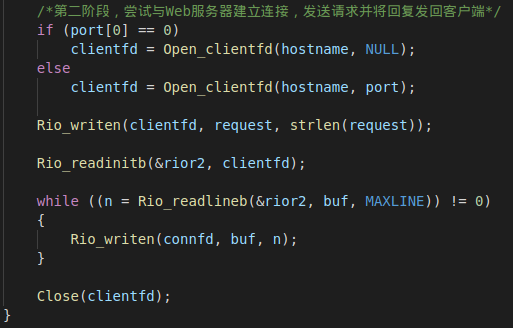 /*第二阶段，尝试与Web服务器建立连接，发送请求并将回复发回客户端*/
if (port[0] == 0)
clientfd = Open_clientfd(hostname, NULL);
else
clientfd = Open_clientfd(hostname, port);
Rio_writen(clientfd, request, strlen(request));
Rio_readinitb(&rior2, clientfd);
while ((n = Rio_readlineb(&rior2, buf, MAXLINE)) != 0)
{
Rio_writen(connfd, buf, n);
}
Close(clientfd);
}